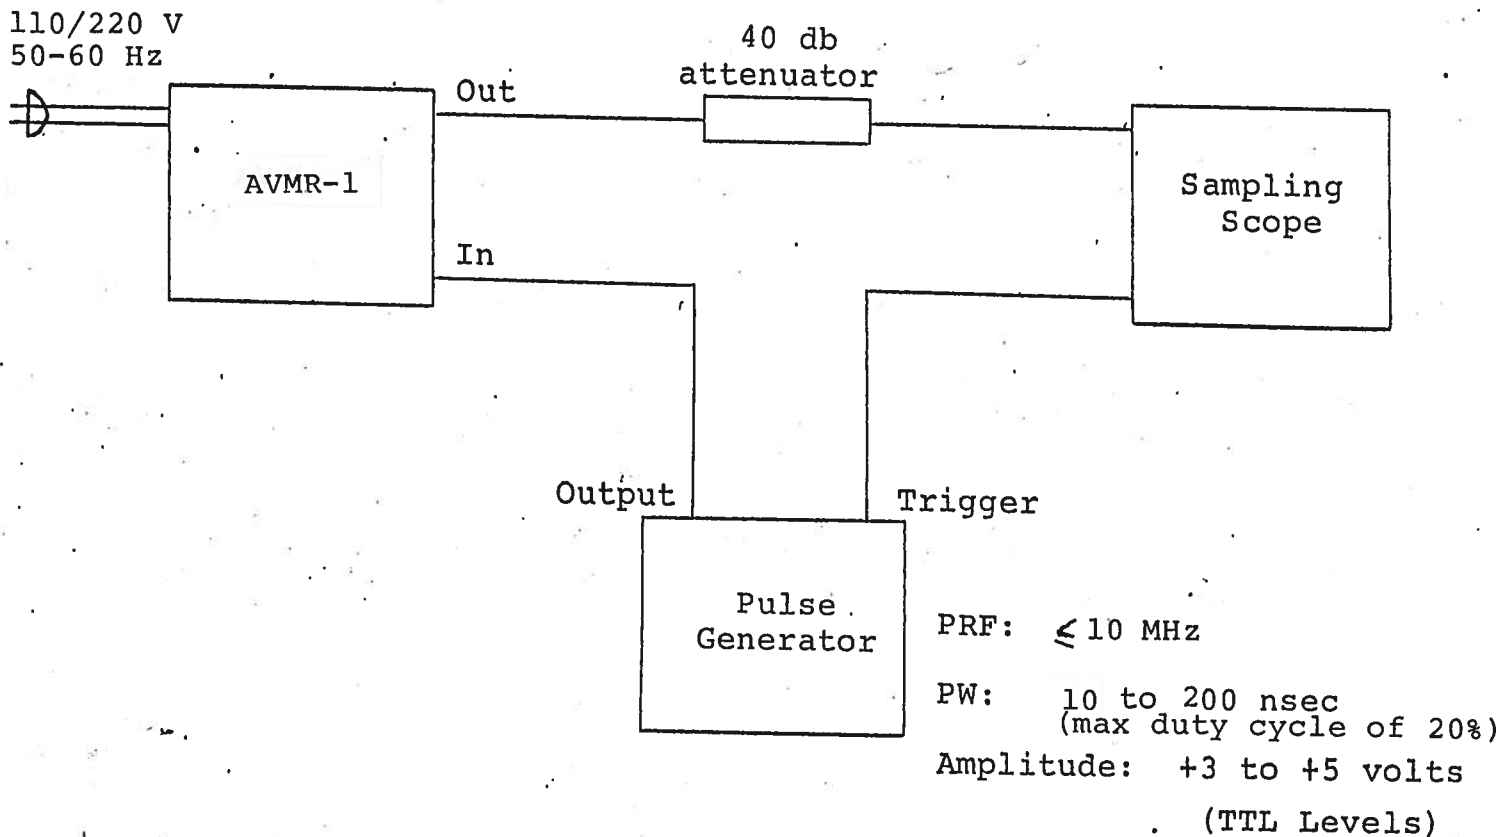 110/220 V
50-60 Hz
40 db
attenuator
Out
AVMR-1
Sampling
Scope
In
Output
Trigger
Pulse
Generator
PRF: ≤ 10 MHz
PW: 10 to 200 nsec
(max duty cycle of 20%)
Amplitude: +3 to +5 volts
(TTL Levels)